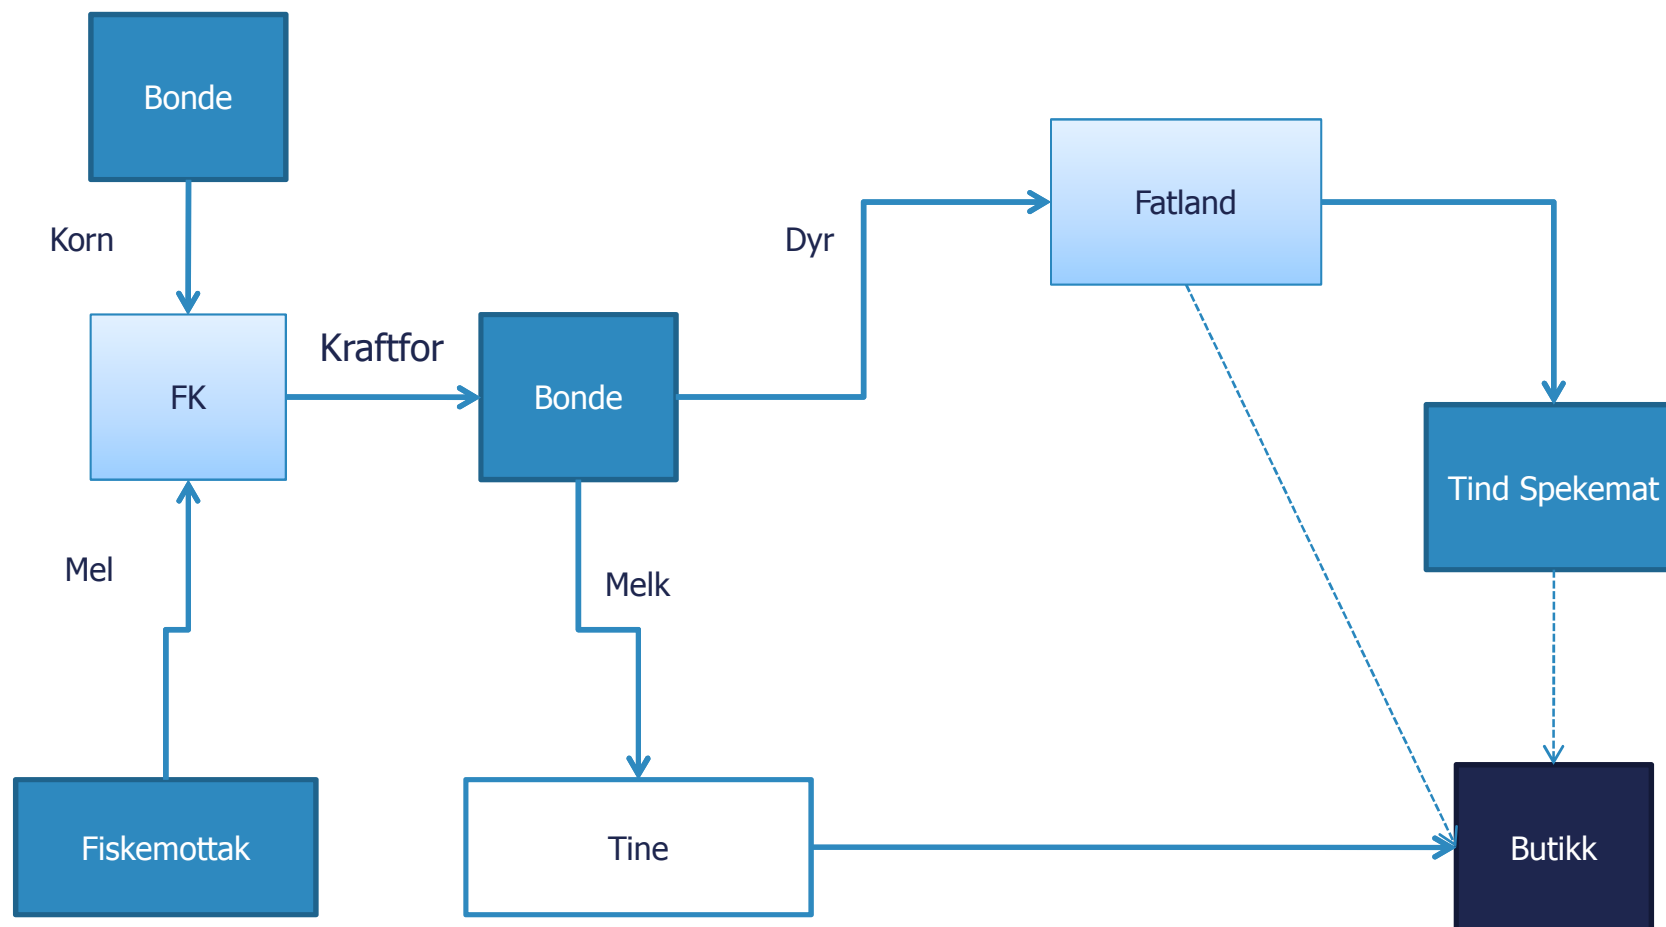 Bonde
Fatland
Korn
Dyr
Kraftfor
FK
Bonde
Tind Spekemat
Mel
Melk
Fiskemottak
Tine
Butikk